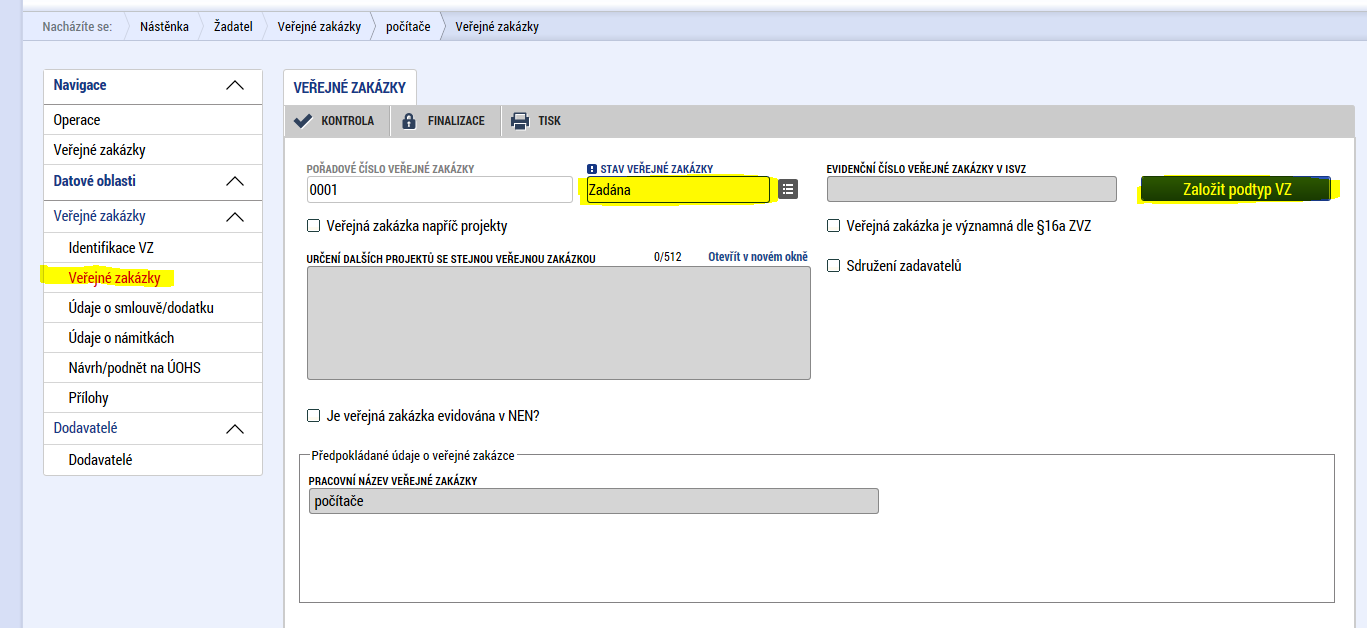 Nacházíte se: Nástěnka Žadatel Veřejné zakázky počítače Veřejné zakázky
Navigace
Operace
Veřejné zakázky
Datové oblasti
Veřejné zakázky
Identifikace VZ
Veřejné zakázky
Údaje o smlouvě/dodatku
Údaje o námitkách
Návrh/podnět na ÚOHS
Přílohy
Dodavatelé
Dodavatelé
VEŘEJNÉ ZAKÁZKY
KONTROLA FINALIZACE TISK
POŘADOVÉ ČÍSLO VEŘEJNÉ ZAKÁZKY STAV VEŘEJNÉ ZAKÁZKY EVIDENČNÍ ČÍSLO VEŘEJNÉ ZAKÁZKY V ISVZ
0001 Zadána Založit podtyp VZ
Veřejná zakázka napříč projekty Veřejná zakázka je významná dle §16a ZVZ
URČENÍ DALŠÍCH PROJEKTŮ SE STEJNOU VEŘEJNOU ZAKÁZKOU 0/512 Otevřít v novém okně
Sdružení zadavatelů
Je veřejná zakázka evidována v NEN?
Předpokládané údaje o veřejné zakázce
PRACOVNÍ NÁZEV VEŘEJNÉ ZAKÁZKY
počítače